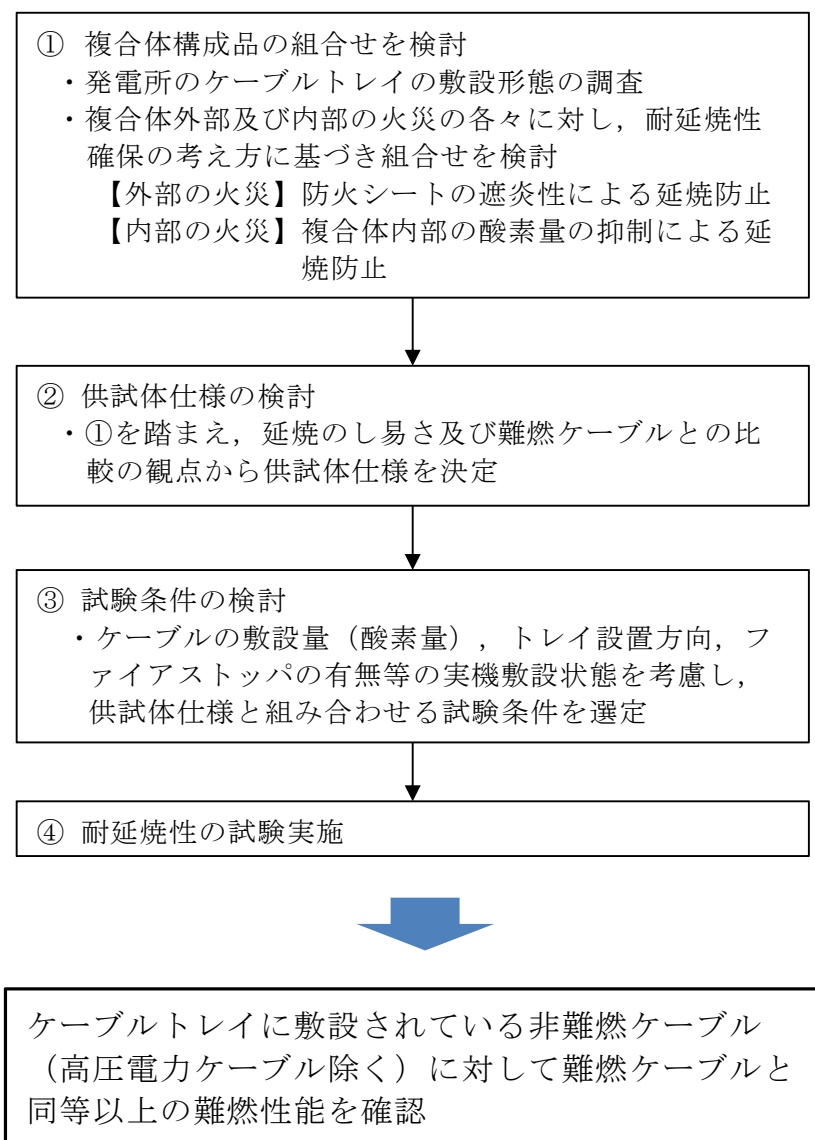 ① 複合体構成品の組合せを検討
・発電所のケーブルトレイの敷設形態の調査
・複合体外部及び内部の火災の各々に対し，耐延焼性
確保の考え方に基づき組合せを検討
【外部の火災】防火シートの遮炎性による延焼防止
【内部の火災】複合体内部の酸素量の抑制による延
焼防止
② 供試体仕様の検討
・①を踏まえ，延焼のし易さ及び難燃ケーブルとの比
較の観点から供試体仕様を決定
③ 試験条件の検討
・ケーブルの敷設量（酸素量），トレイ設置方向，フ
ァイアストッパの有無等の実機敷設状態を考慮し，
供試体仕様と組み合わせる試験条件を選定
④ 耐延焼性の試験実施
ケーブルトレイに敷設されている非難燃ケーブル
（高圧電力ケーブル除く）に対して難燃ケーブルと
同等以上の難燃性能を確認